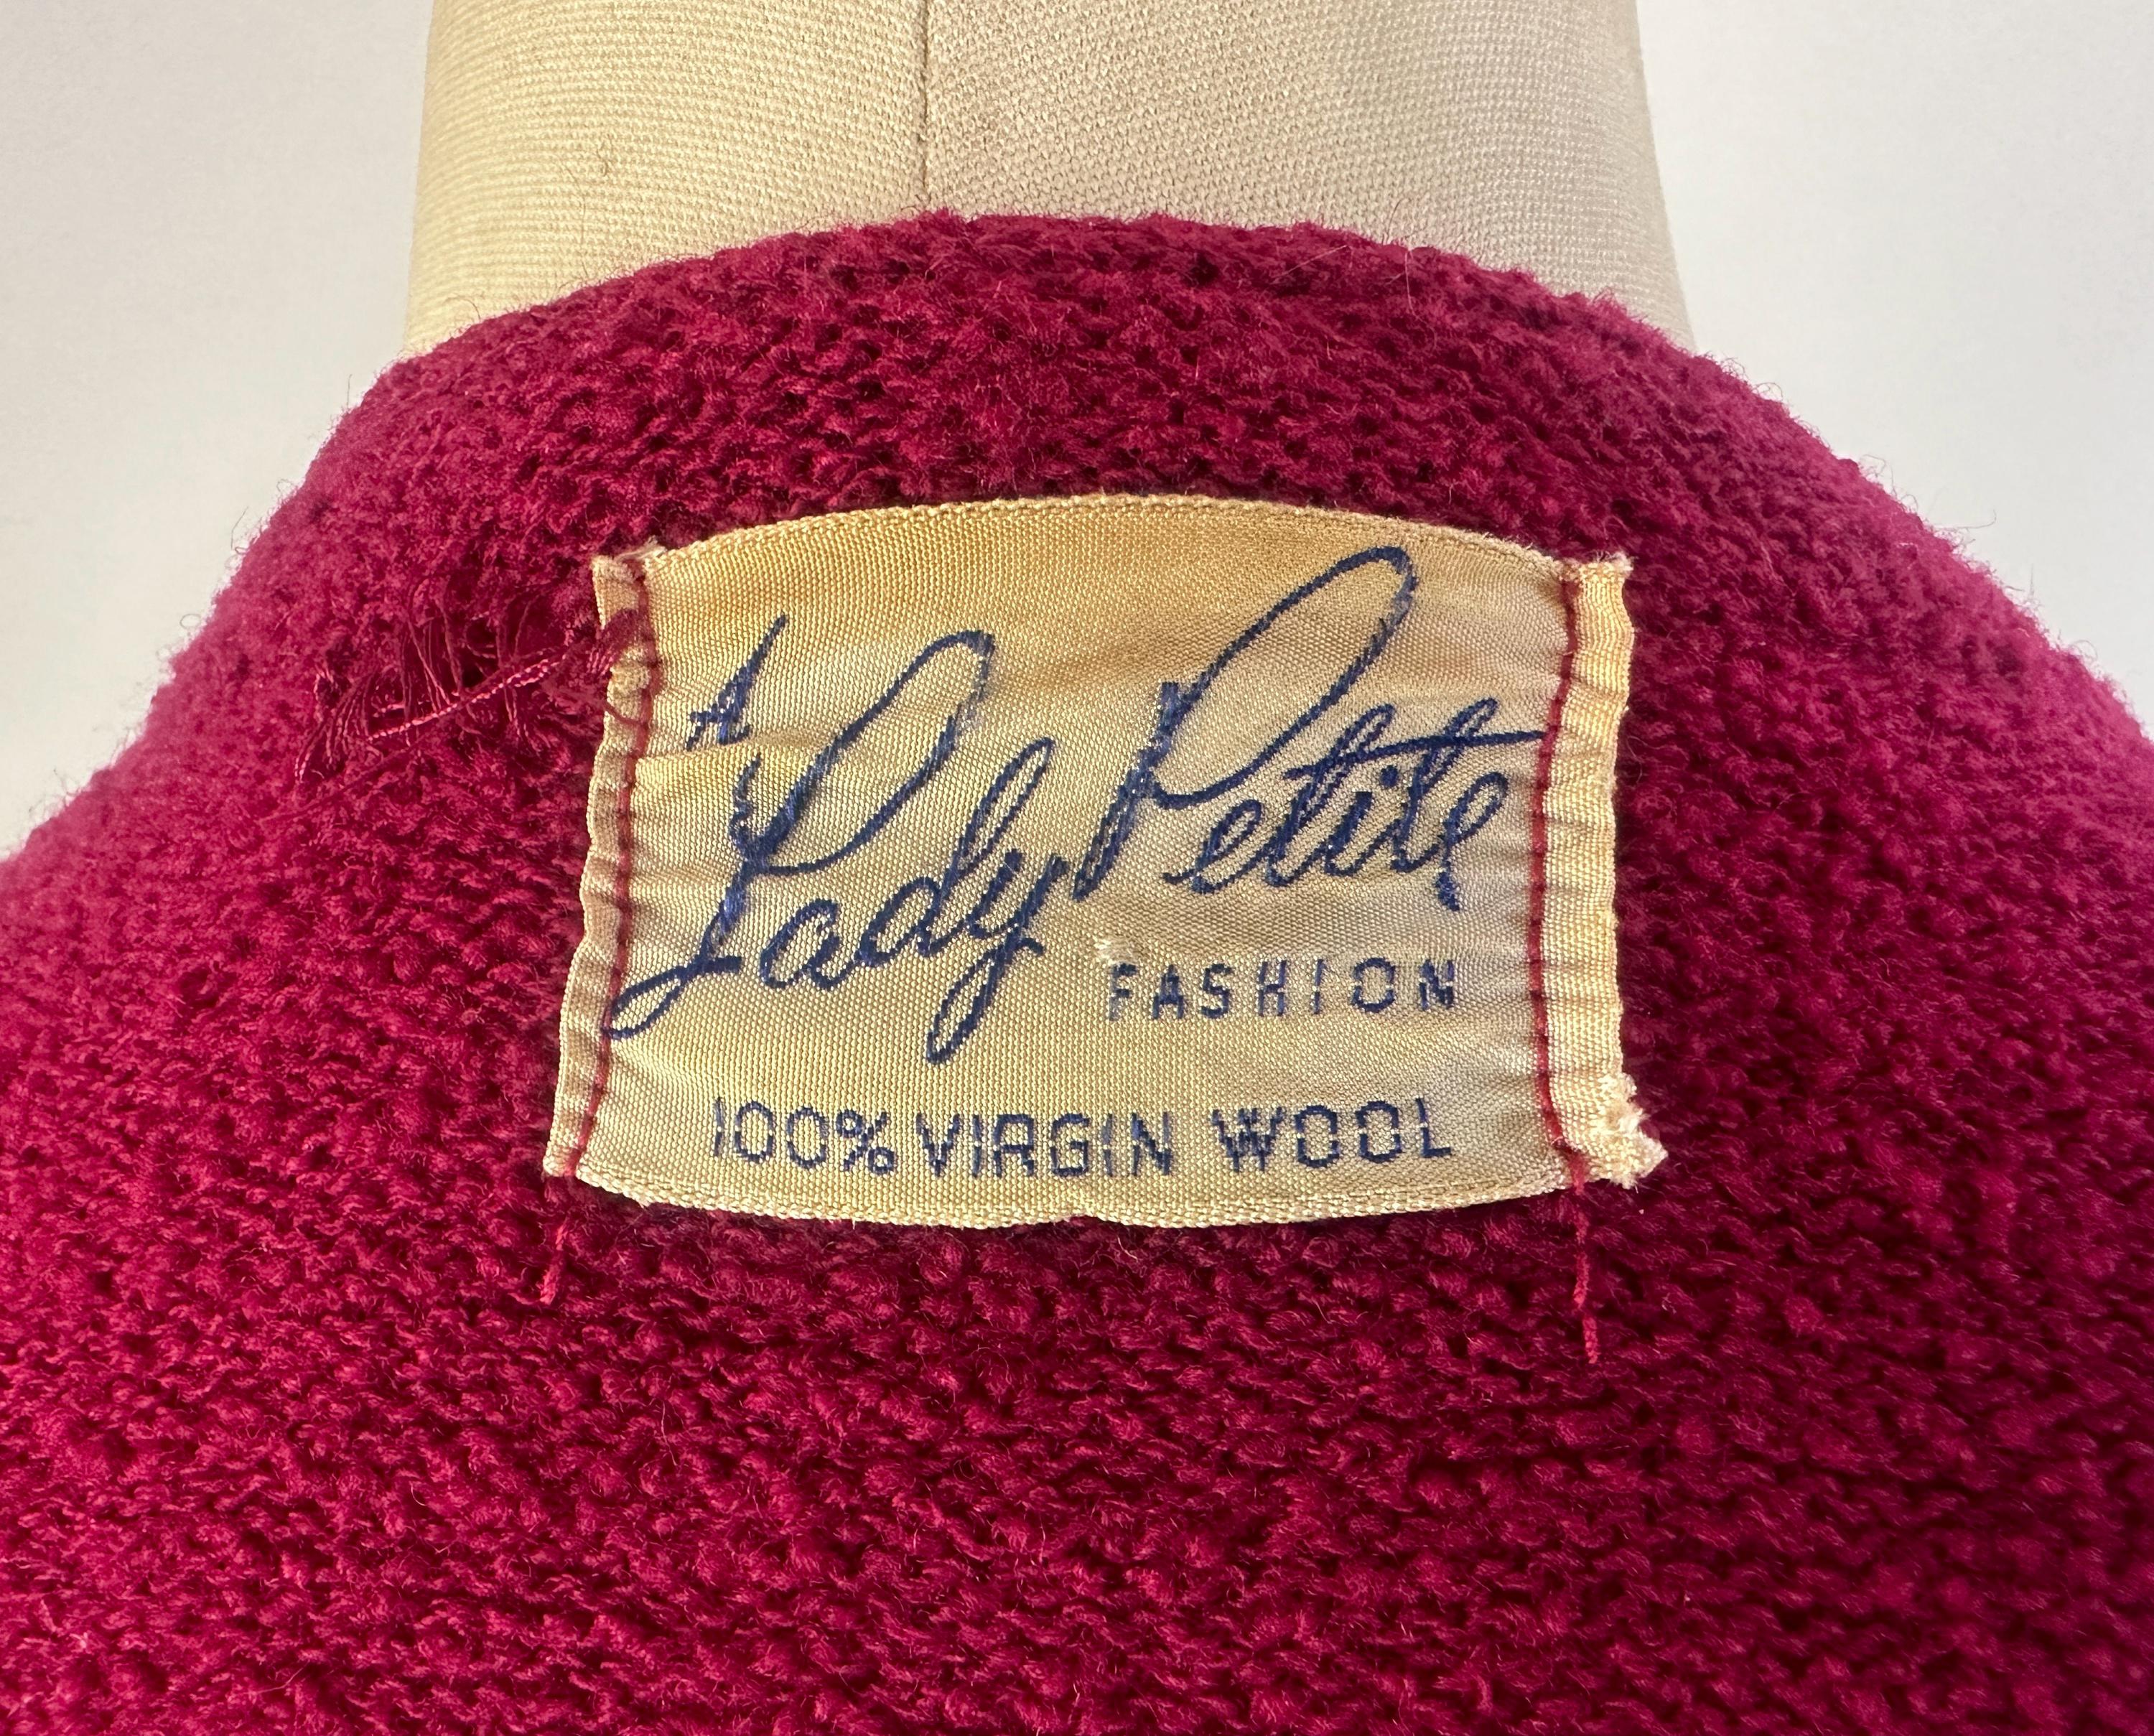 A
Lady Petite
FASHION
100% VIRGIN WOOL